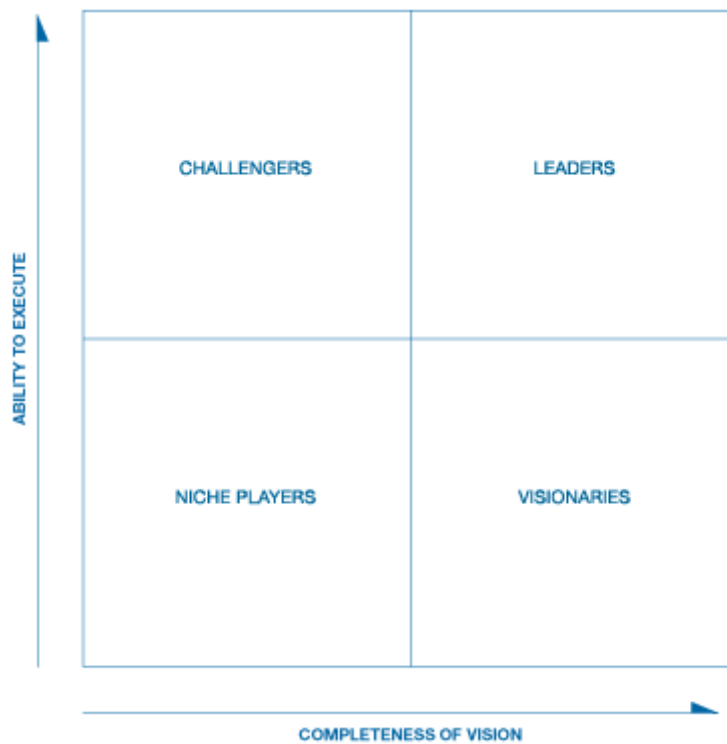 CHALLENGERS
LEADERS
ABILITY TO EXECUTE
NICHE PLAYERS
VISIONARIES
COMPLETENESS OF VISION